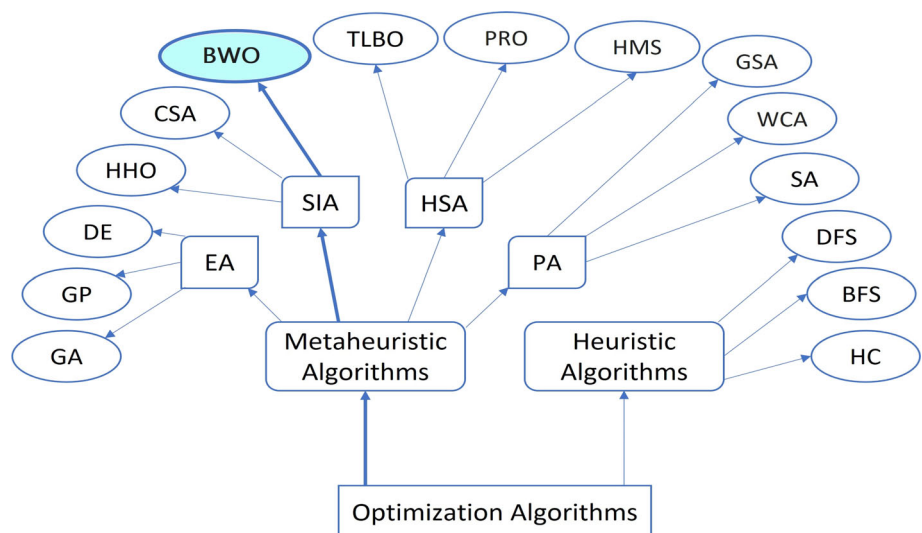 BWO
TLBO
PRO
HMS
GSA
CSA
WCA
HHO
SIA
HSA
SA
DE
EA
PA
DFS
GP
BFS
GA
Metaheuristic
Algorithms
Heuristic
Algorithms
HC
Optimization Algorithms